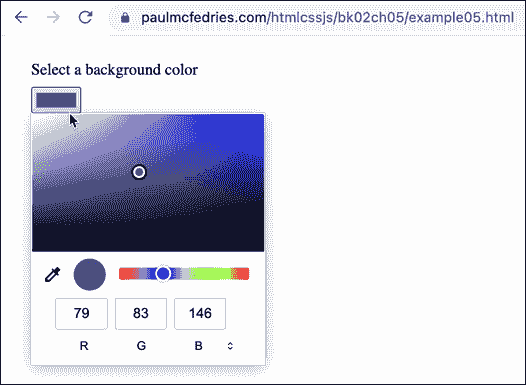 paulmcfedries.com/htmlcssjs/bk02ch05/example05.html
Select a background color
79 83 146
R G B